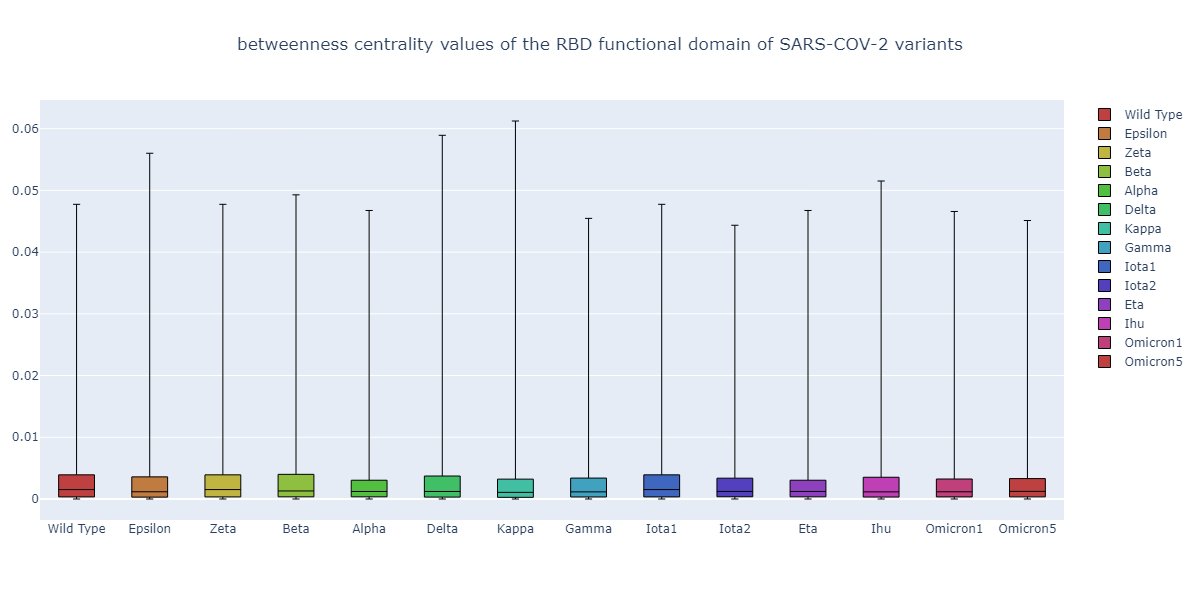 betweenness centrality values of the RBD functional domain of SARS-COV-2 variants
0.06
0.05
0.04
0.03
0.02
0.01
0
Wild Type Epsilon Zeta Beta Alpha Delta Kappa Gamma Iota1 Iota2 Eta Ihu Omicron1 Omicron5
Wild Type
Epsilon
Zeta
Beta
Alpha
Delta
Kappa
Gamma
Iota1
Iota2
Eta
Ihu
Omicron1
Omicron5